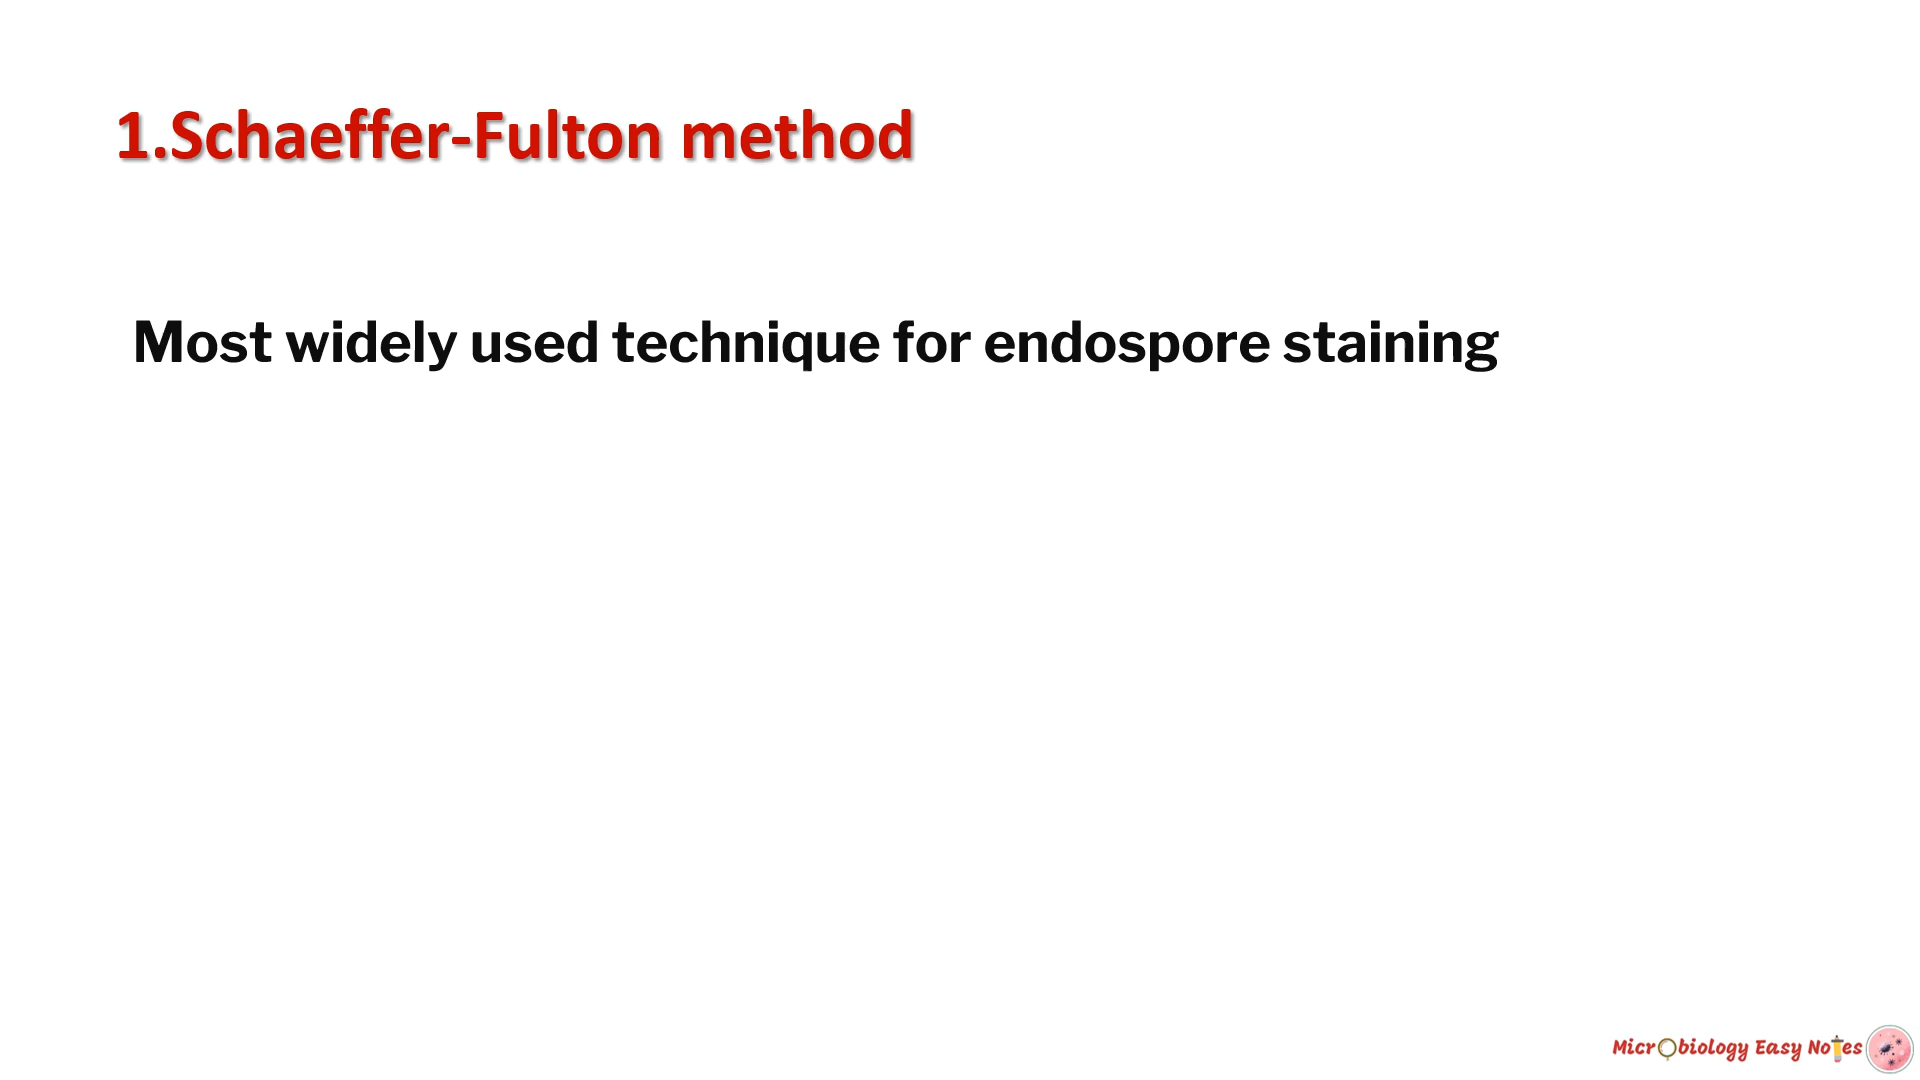 1.Schaeffer-Fulton method
Most widely used technique for endospore staining
Microbiology Easy Notes